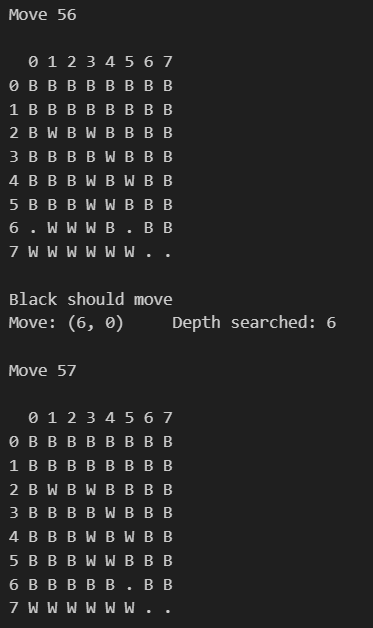 Move 56
0 1 2 3 4 5 6 7
0 B B B B B B B B
1 B B B B B B B B
2 B W B W B B B B
3 B B B B W B B B
4 B B B W B W B B
5 B B B W W B B B
6 . W W W B . B B
7 W W W W W W . .
Black should move
Move: (6, 0)     Depth searched: 6
Move 57
0 1 2 3 4 5 6 7
0 B B B B B B B B
1 B B B B B B B B
2 B W B W B B B B
3 B B B B W B B B
4 B B B W B W B B
5 B B B W W B B B
6 B B B B B . B B
7 W W W W W W . .